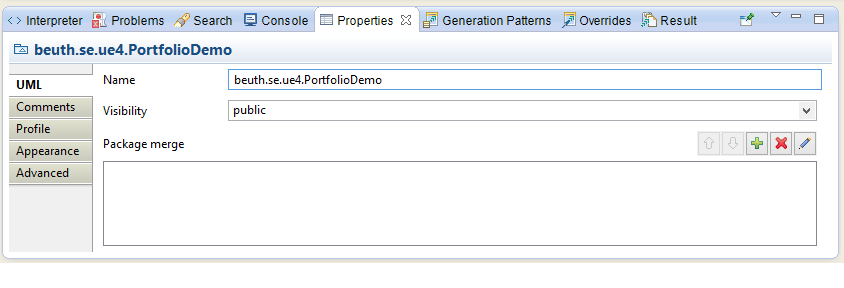 <> Interpreter Problems Search Console Properties Generation Patterns Overrides Result
beuth.se.ue4.PortfolioDemo
UML
Comments
Profile
Appearance
Advanced
Name beuth.se.ue4.PortfolioDemo
Visibility public
Package merge